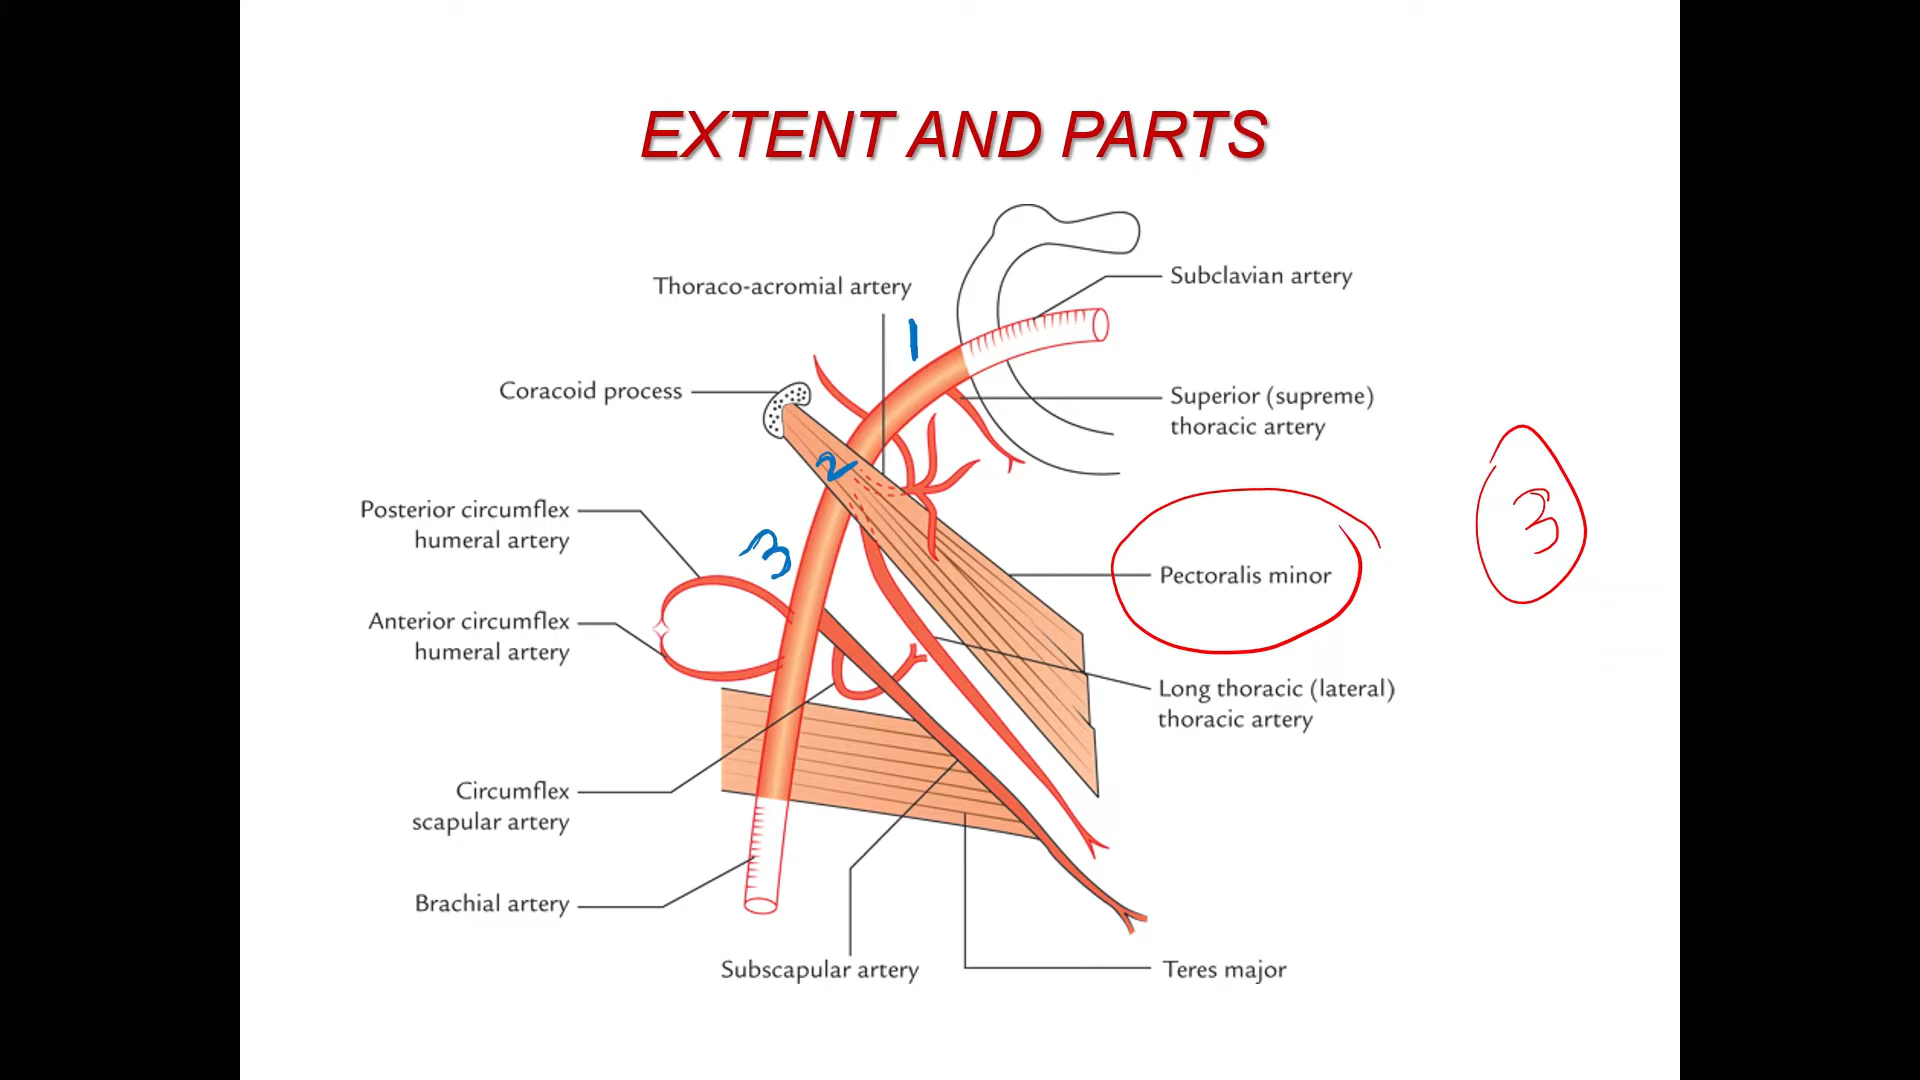 EXTENT AND PARTS
Thoraco-acromial artery
Subclavian artery
1
Coracoid process
Superior (supreme)
thoracic artery
2
3
Posterior circumflex
humeral artery
3
Pectoralis minor
Anterior circumflex
humeral artery
Long thoracic (lateral)
thoracic artery
Circumflex
scapular artery
Brachial artery
Subscapular artery
Teres major